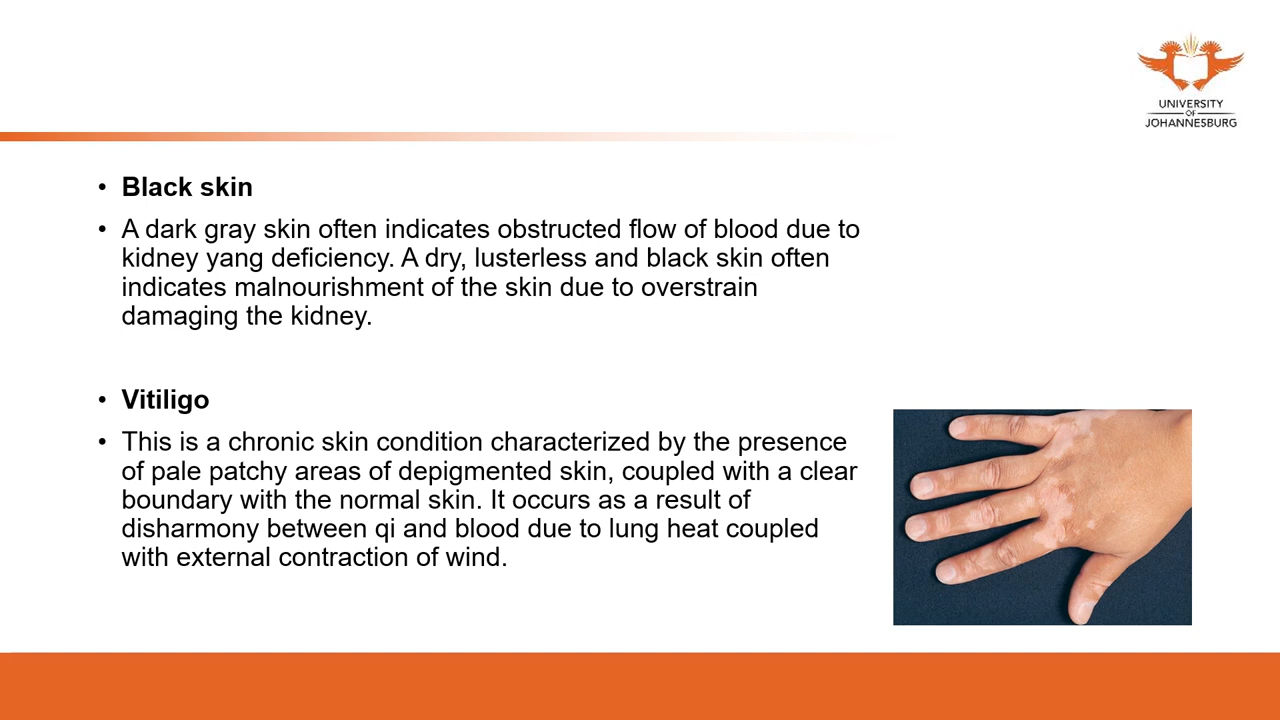 UNIVERSITY
OF
JOHANNESBURG
• Black skin
• A dark gray skin often indicates obstructed flow of blood due to
kidney yang deficiency. A dry, lusterless and black skin often
indicates malnourishment of the skin due to overstrain
damaging the kidney.
• Vitiligo
• This is a chronic skin condition characterized by the presence
of pale patchy areas of depigmented skin, coupled with a clear
boundary with the normal skin. It occurs as a result of
disharmony between qi and blood due to lung heat coupled
with external contraction of wind.